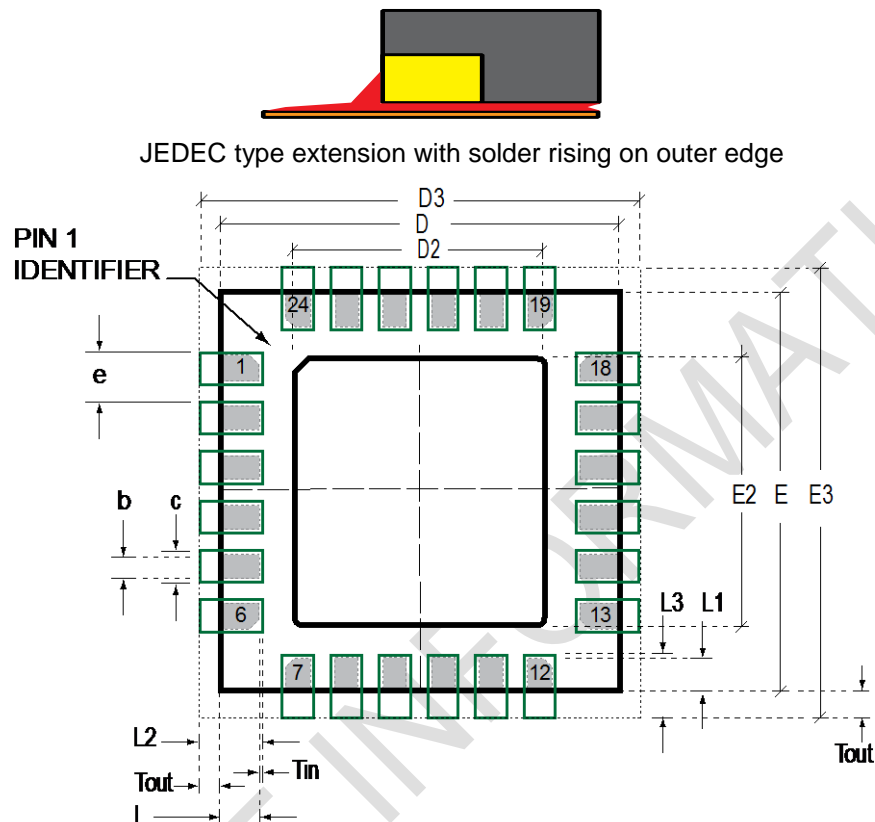 JEDEC type extension with solder rising on outer edge
D3
D
D2
PIN 1
IDENTIFIER
24
19
1
18
e
E2 E E3
b c
6
13
L3 L1
7
12
L2
Tin
Tout
Tout
L
INFORMATI